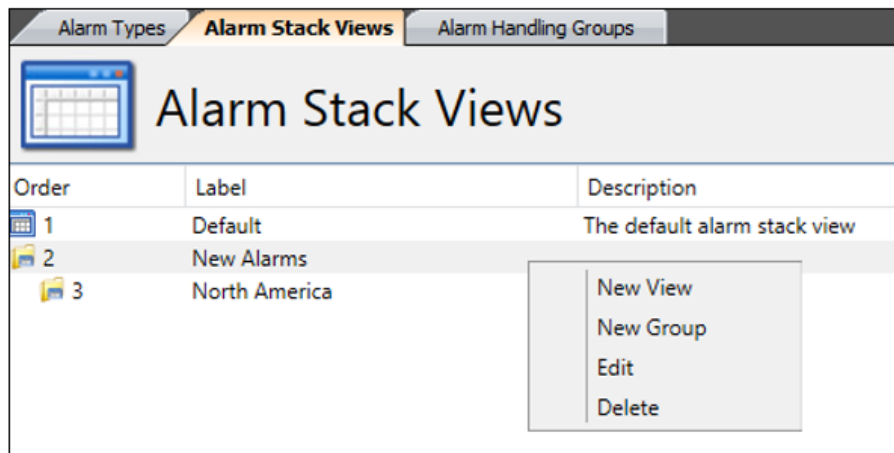 Alarm Types Alarm Stack Views Alarm Handling Groups
Alarm Stack Views
Order Label Description
1 Default The default alarm stack view
2 New Alarms
3 North America
New View
New Group
Edit
Delete